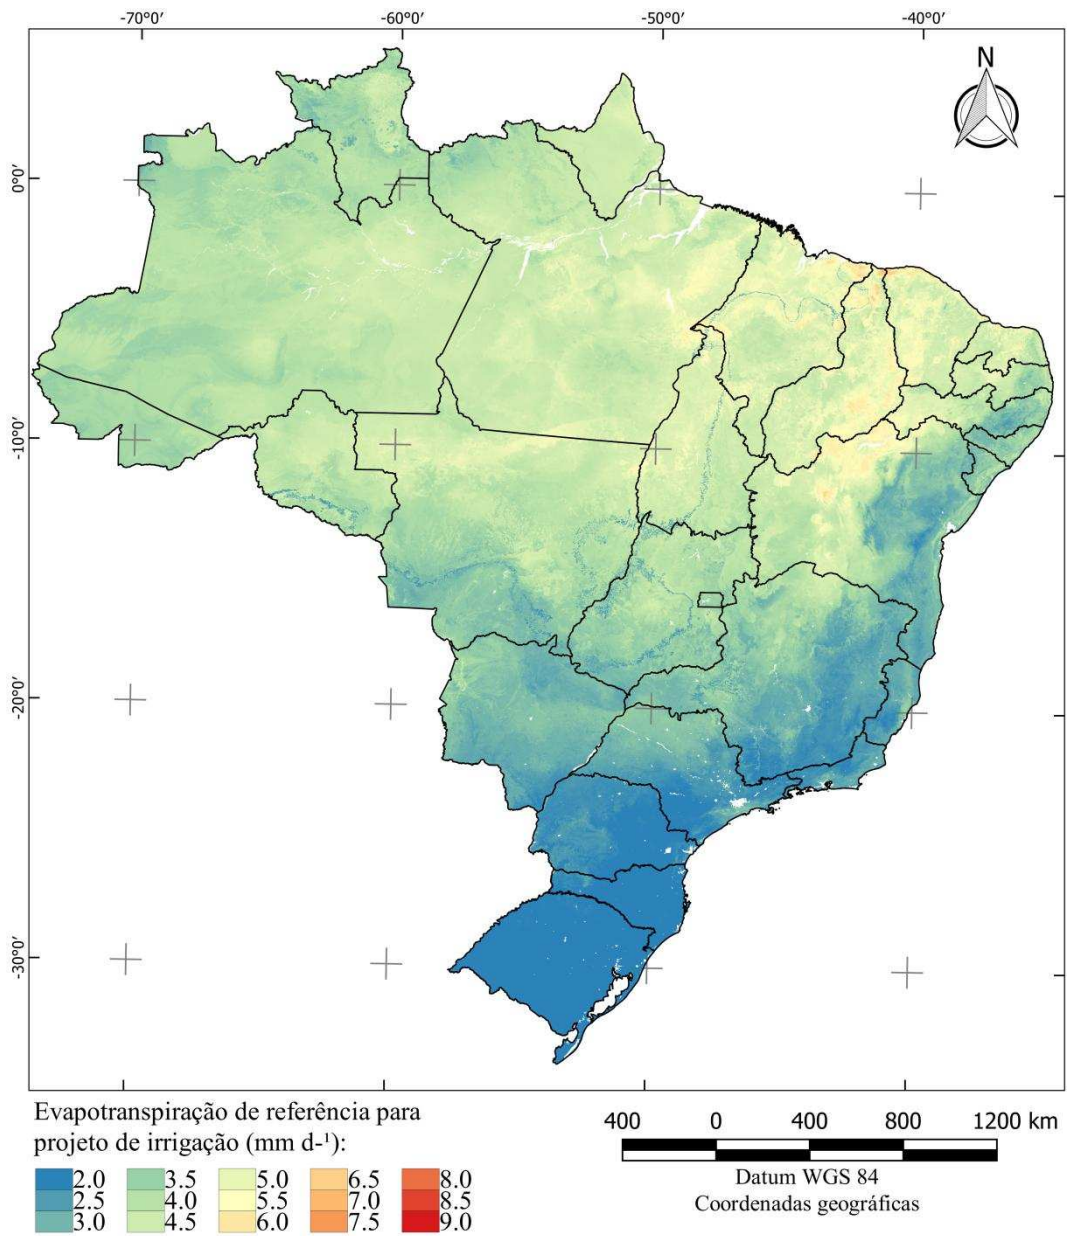 -70°0′ -60°0′ -50°0′ -40°0′
N
0°0′
-10°0′
-20°0′
-30°0′
Evapotranspiração de referência para
projeto de irrigação (mm d-¹):
2.0 3.5 5.0 6.5 8.0
2.5 4.0 5.5 7.0 8.5
3.0 4.5 6.0 7.5 9.0
400 0 400 800 1200 km
Datum WGS 84
Coordenadas geográficas